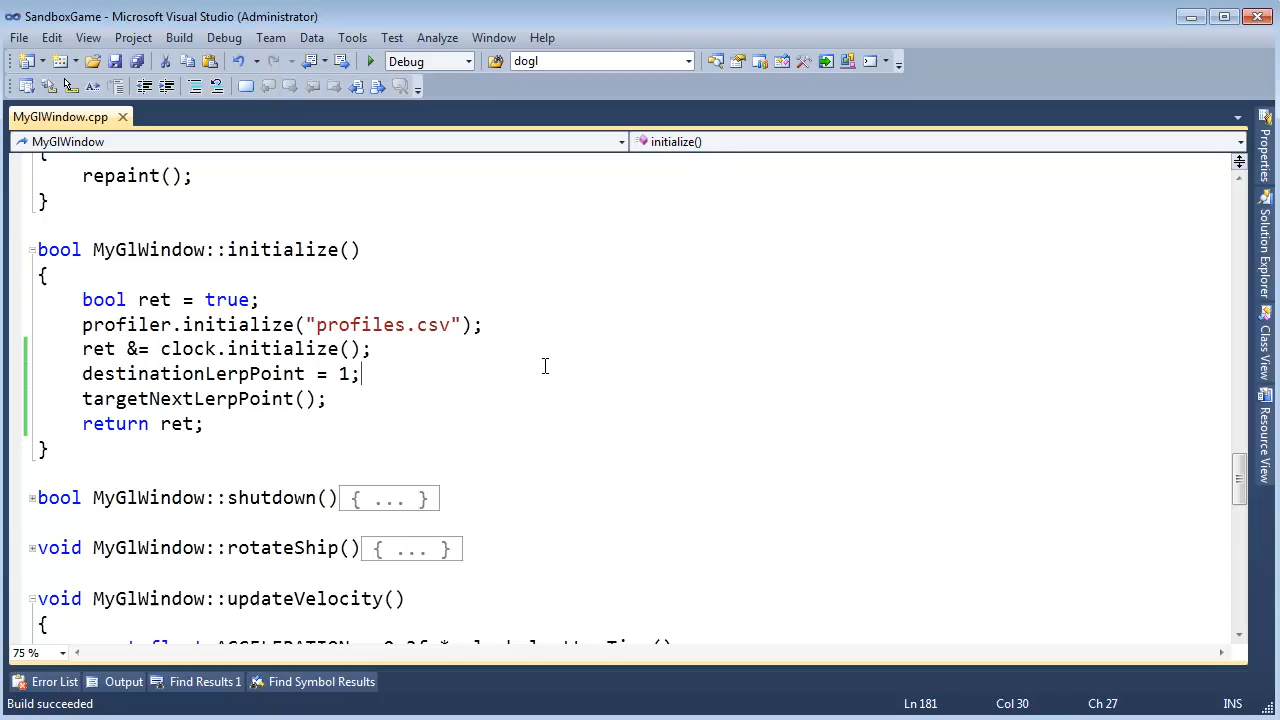 SandboxGame - Microsoft Visual Studio (Administrator)
File Edit View Project Build Debug Team Data Tools Test Analyze Window Help
Debug dogl
MyGlWindow.cpp
MyGlWindow initialize()
{
repaint();
}
bool MyGlWindow::initialize()
{
bool ret = true;
profiler.initialize("profiles.csv");
ret &= clock.initialize();
destinationLerpPoint = 1;
targetNextLerpPoint();
return ret;
}
bool MyGlWindow::shutdown(){ ... }
void MyGlWindow::rotateShip(){ ... }
void MyGlWindow::updateVelocity()
{
75 %
Properties
Solution Explorer
Class View
Resource View
Error List Output Find Results 1 Find Symbol Results
Build succeeded Ln 181 Col 30 Ch 27 INS